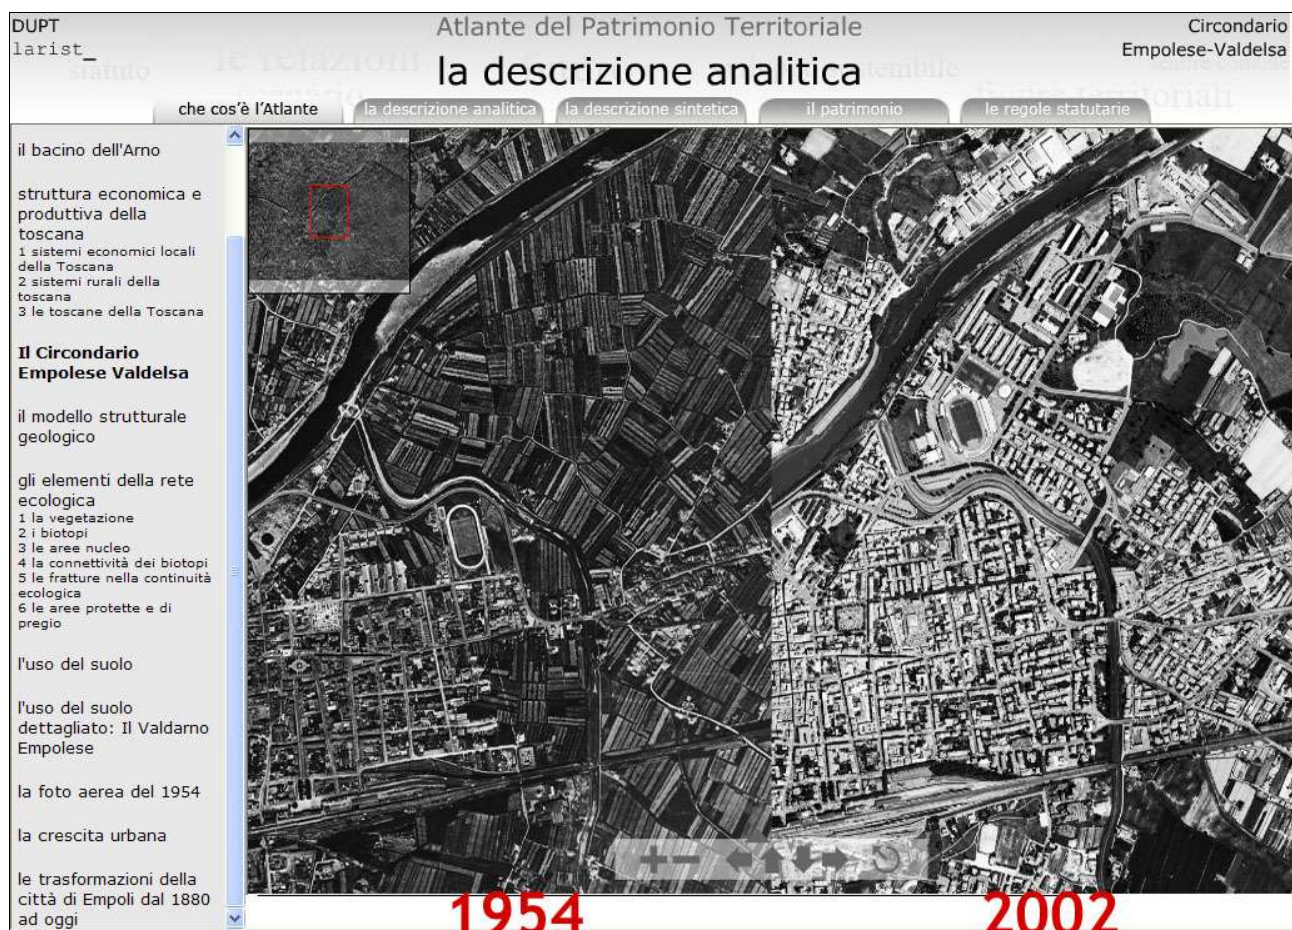 DUPT
larist_
Atlante del Patrimonio Territoriale
la descrizione analitica
Circondario
Empolese-Valdelsa
statuto
le relazioni
che cos'è l'Atlante
la descrizione analitica
la descrizione sintetica
il patrimonio
le regole statutarie
il bacino dell'Arno
struttura economica e
produttiva della
toscana
1 sistemi economici locali
della Toscana
2 sistemi rurali della
toscana
3 le toscane della Toscana
Il Circondario
Empolese Valdelsa
il modello strutturale
geologico
gli elementi della rete
ecologica
1 la vegetazione
2 i biotopi
3 le aree nucleo
4 la connettività dei biotopi
5 le fratture nella continuità
ecologica
6 le aree protette e di
pregio
l'uso del suolo
l'uso del suolo
dettagliato: Il Valdarno
Empolese
la foto aerea del 1954
la crescita urbana
le trasformazioni della
città di Empoli dal 1880
ad oggi
1954
2002